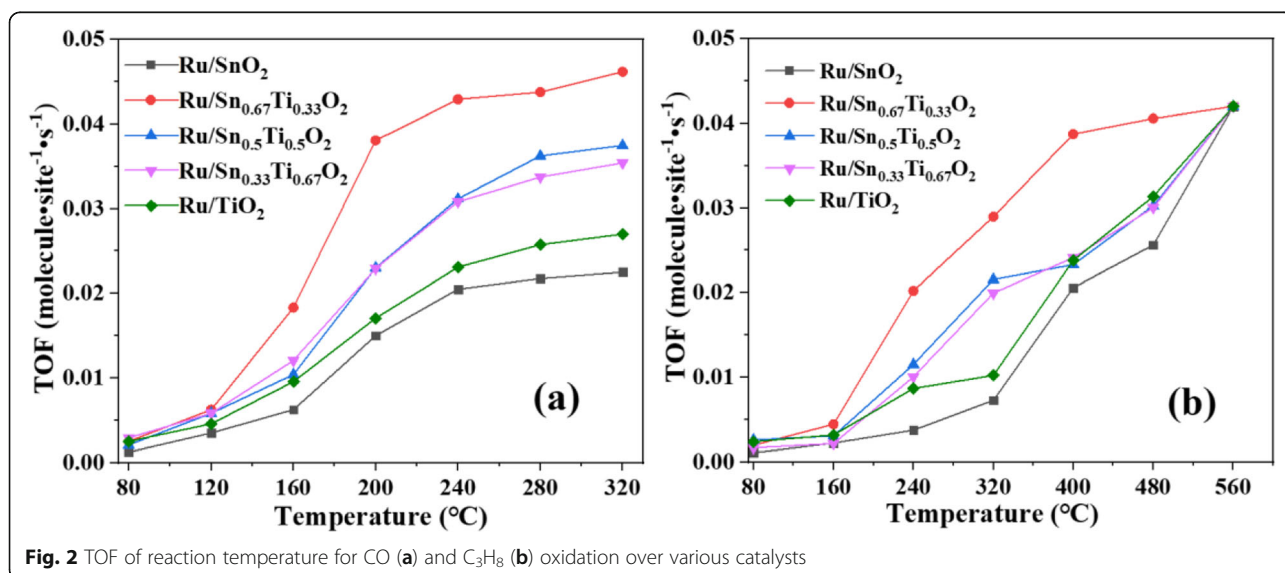 0.05
0.04
0.03
0.02
0.01
0.00
TOF (molecule•site⁻¹•s⁻¹)
Ru/SnO₂
Ru/Sn₀.₆₇Ti₀.₃₃O₂
Ru/Sn₀.₅Ti₀.₅O₂
Ru/Sn₀.₃₃Ti₀.₆₇O₂
Ru/TiO₂
(a)
80 120 160 200 240 280 320
Temperature (°C)
0.05
0.04
0.03
0.02
0.01
0.00
TOF (molecule•site⁻¹•s⁻¹)
Ru/SnO₂
Ru/Sn₀.₆₇Ti₀.₃₃O₂
Ru/Sn₀.₅Ti₀.₅O₂
Ru/Sn₀.₃₃Ti₀.₆₇O₂
Ru/TiO₂
(b)
80 160 240 320 400 480 560
Temperature (°C)
Fig. 2 TOF of reaction temperature for CO (a) and C₃H₈ (b) oxidation over various catalysts